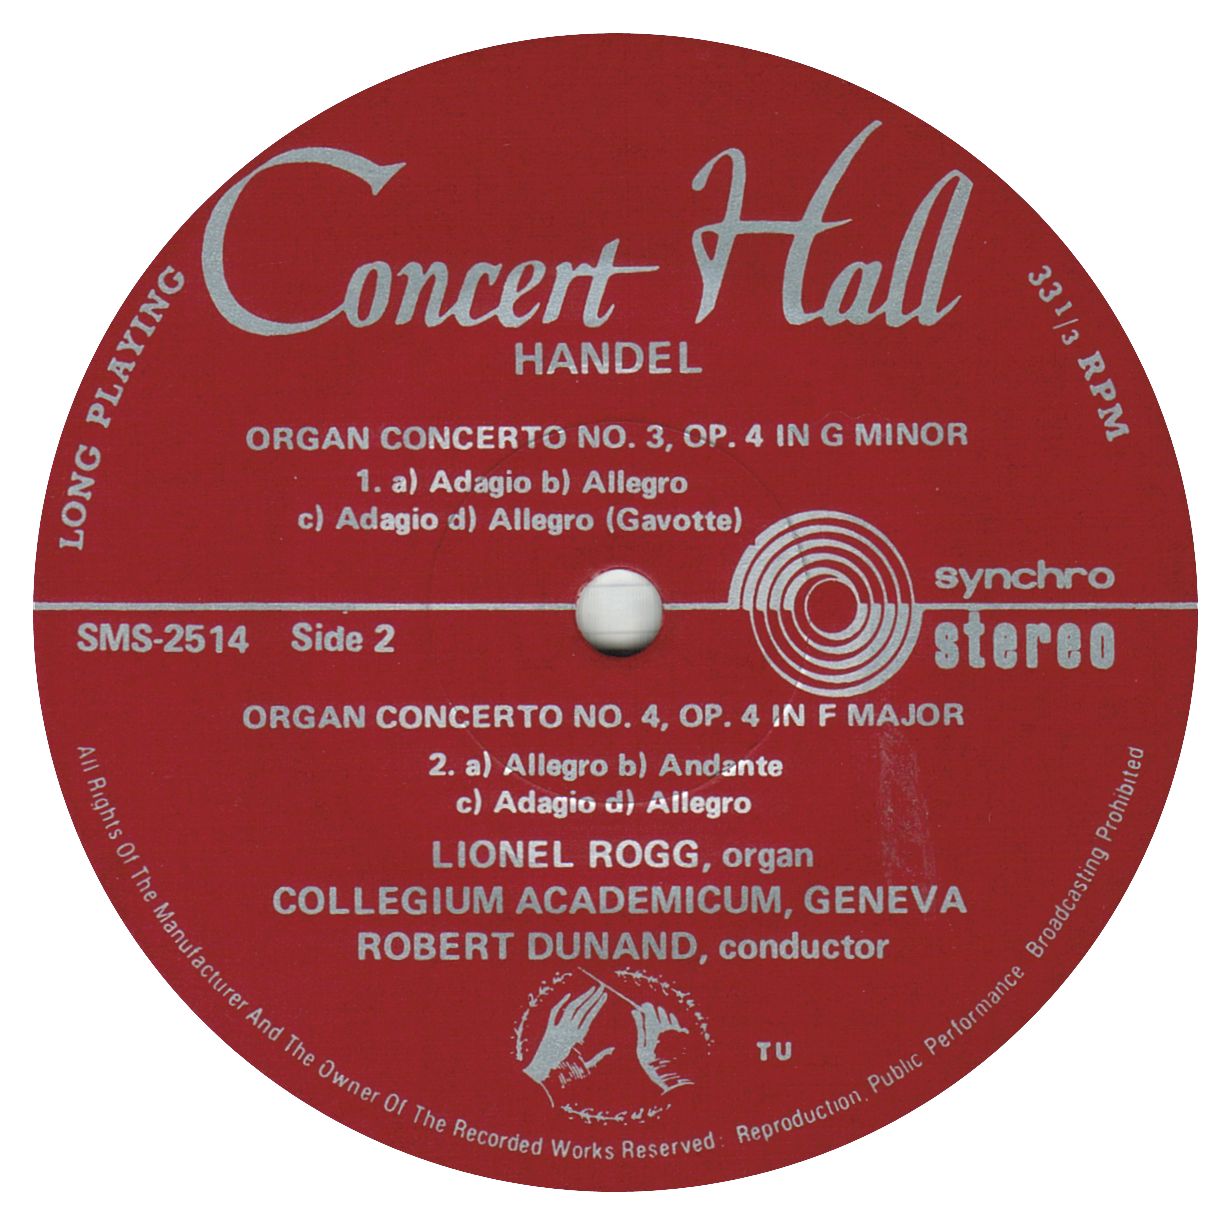 Concert Hall
LONG PLAYING
33 1/3 RPM
HANDEL
ORGAN CONCERTO NO. 3, OP. 4 IN G MINOR
1. a) Adagio b) Allegro
c) Adagio d) Allegro (Gavotte)
synchro
SMS-2514 Side 2
stereo
ORGAN CONCERTO NO. 4, OP. 4 IN F MAJOR
2. a) Allegro b) Andante
c) Adagio d) Allegro
LIONEL ROGG, organ
COLLEGIUM ACADEMICUM, GENEVA
ROBERT DUNAND, conductor
TU
All Rights Of The Manufacturer And The Owner Of The Recorded Works Reserved: Reproduction, Public Performance Broadcasting Prohibited